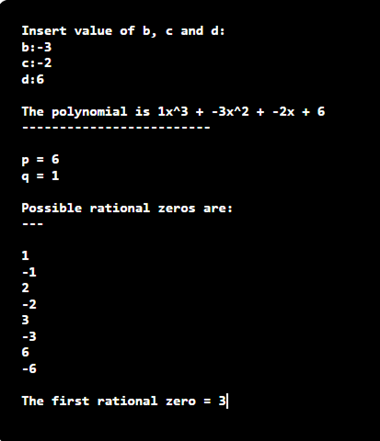 Insert value of b, c and d:
b:-3
c:-2
d:6
The polynomial is 1x^3 + -3x^2 + -2x + 6
--------------------------
p = 6
q = 1
Possible rational zeros are:
---
1
-1
2
-2
3
-3
6
-6
The first rational zero = 3